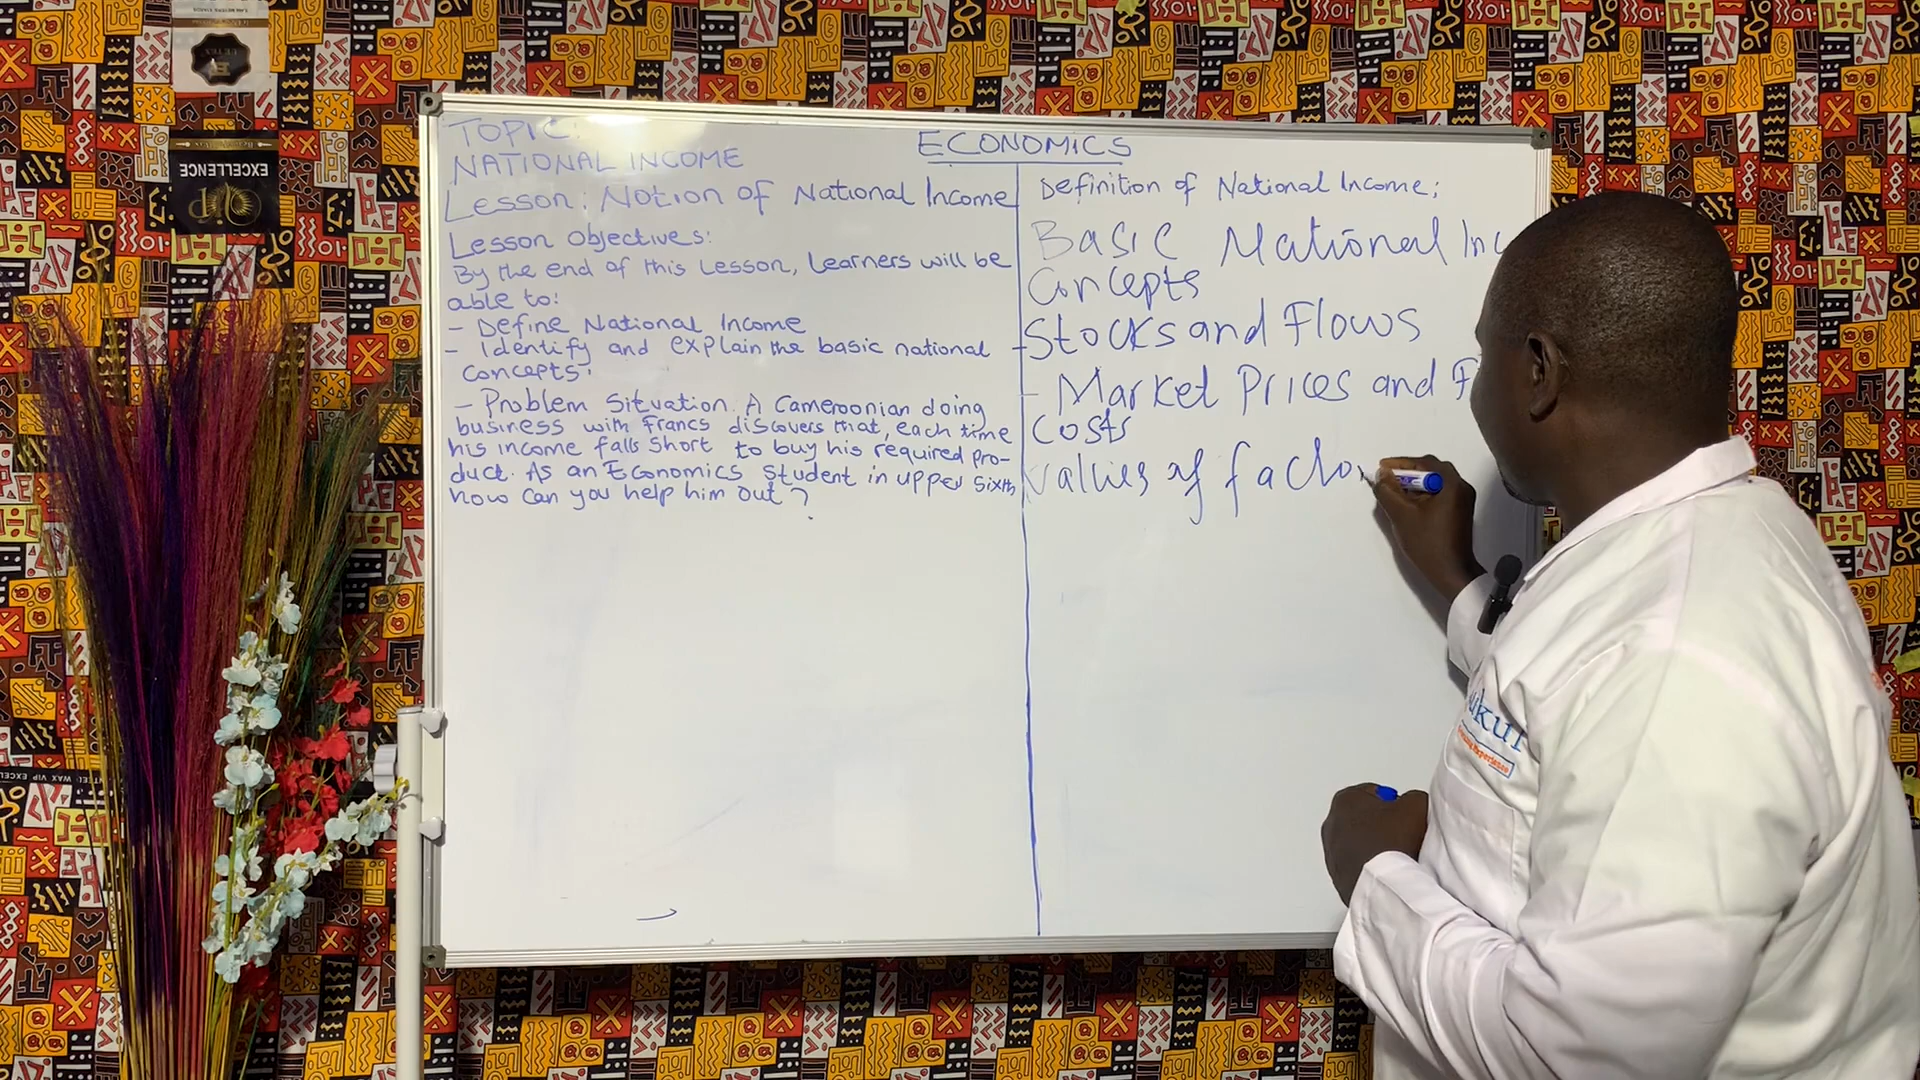 EXCELLENCE
VIP
TOPIC:
NATIONAL INCOME
Lesson: Notion of National Income
Lesson Objectives:
By the end of this Lesson, Learners will be
able to:
- Define National Income
- Identify and explain the basic national
concepts.
- Problem Situation: A Cameroonian doing
business with francs discovers that, each time
his income falls short to buy his required pro-
duct. As an Economics Student in upper sixth,
how can you help him out?
ECONOMICS
Definition of National Income:
Basic National Inc
Concepts
- Stocks and Flows
- Market Prices and F
Costs
Values of facto